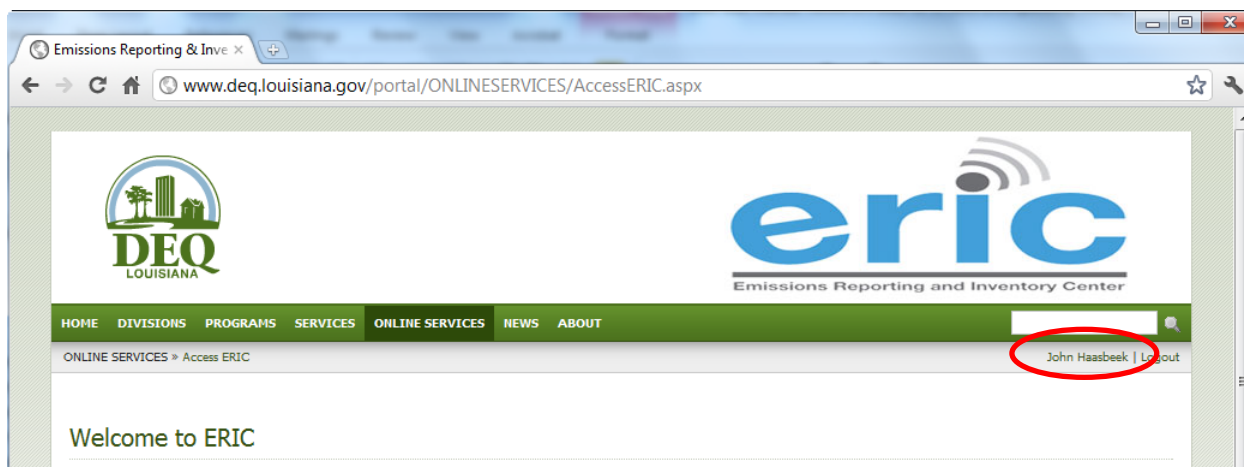 Emissions Reporting & Inve
www.deq.louisiana.gov/portal/ONLINESERVICES/AccessERIC.aspx
DEQ
LOUISIANA
eric
Emissions Reporting and Inventory Center
HOME DIVISIONS PROGRAMS SERVICES ONLINE SERVICES NEWS ABOUT
ONLINE SERVICES » Access ERIC
John Haasbeek | Logout
Welcome to ERIC